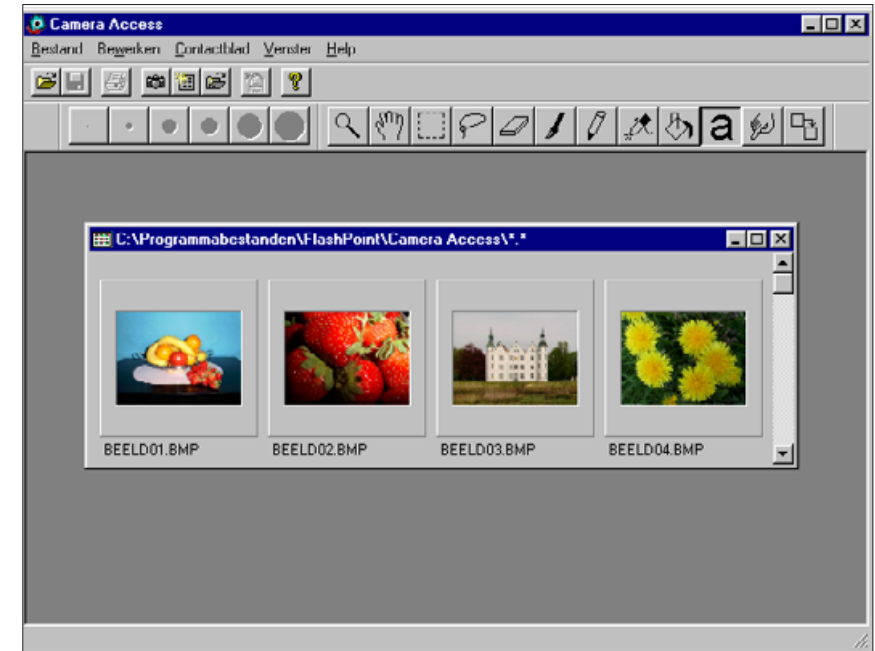 Camera Access
Bestand Bewerken Contactblad Venster Help
a
C:\Programmabestanden\FlashPoint\Camera Access\*.*
BEELD01.BMP BEELD02.BMP BEELD03.BMP BEELD04.BMP